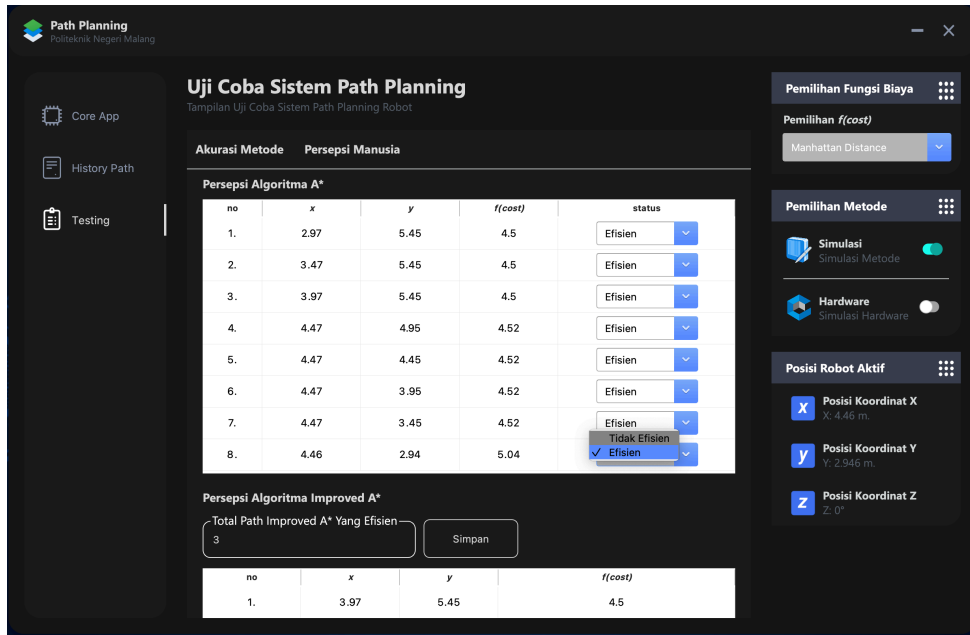 Path Planning
Politeknik Negeri Malang
Core App
History Path
Testing
Uji Coba Sistem Path Planning
Tampilan Uji Coba Sistem Path Planning Robot
Akurasi Metode Persepsi Manusia
Persepsi Algoritma A*
no x y f(cost) status
1. 2.97 5.45 4.5 Efisien
2. 3.47 5.45 4.5 Efisien
3. 3.97 5.45 4.5 Efisien
4. 4.47 4.95 4.52 Efisien
5. 4.47 4.45 4.52 Efisien
6. 4.47 3.95 4.52 Efisien
7. 4.47 3.45 4.52 Efisien
Tidak Efisien
8. 4.46 2.94 5.04 ✓ Efisien
Persepsi Algoritma Improved A*
Total Path Improved A* Yang Efisien
3 Simpan
no x y f(cost)
1. 3.97 5.45 4.5
Pemilihan Fungsi Biaya
Pemilihan f(cost)
Manhattan Distance
Pemilihan Metode
Simulasi
Simulasi Metode
Hardware
Simulasi Hardware
Posisi Robot Aktif
x Posisi Koordinat X
X: 4.46 m.
y Posisi Koordinat Y
Y: 2.946 m.
z Posisi Koordinat Z
Z: 0°